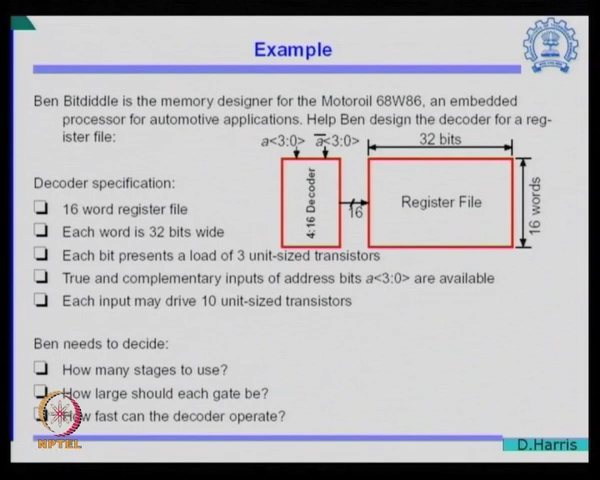 Example
Ben Bitdiddle is the memory designer for the Motoroil 68W86, an embedded
processor for automotive applications. Help Ben design the decoder for a reg-
ister file:
a<3:0> a<3:0>
32 bits
4:16 Decoder
16
Register File
16 words
Decoder specification:
❑ 16 word register file
❑ Each word is 32 bits wide
❑ Each bit presents a load of 3 unit-sized transistors
❑ True and complementary inputs of address bits a<3:0> are available
❑ Each input may drive 10 unit-sized transistors
Ben needs to decide:
❑ How many stages to use?
❑ How large should each gate be?
❑ How fast can the decoder operate?
NPTEL
D.Harris